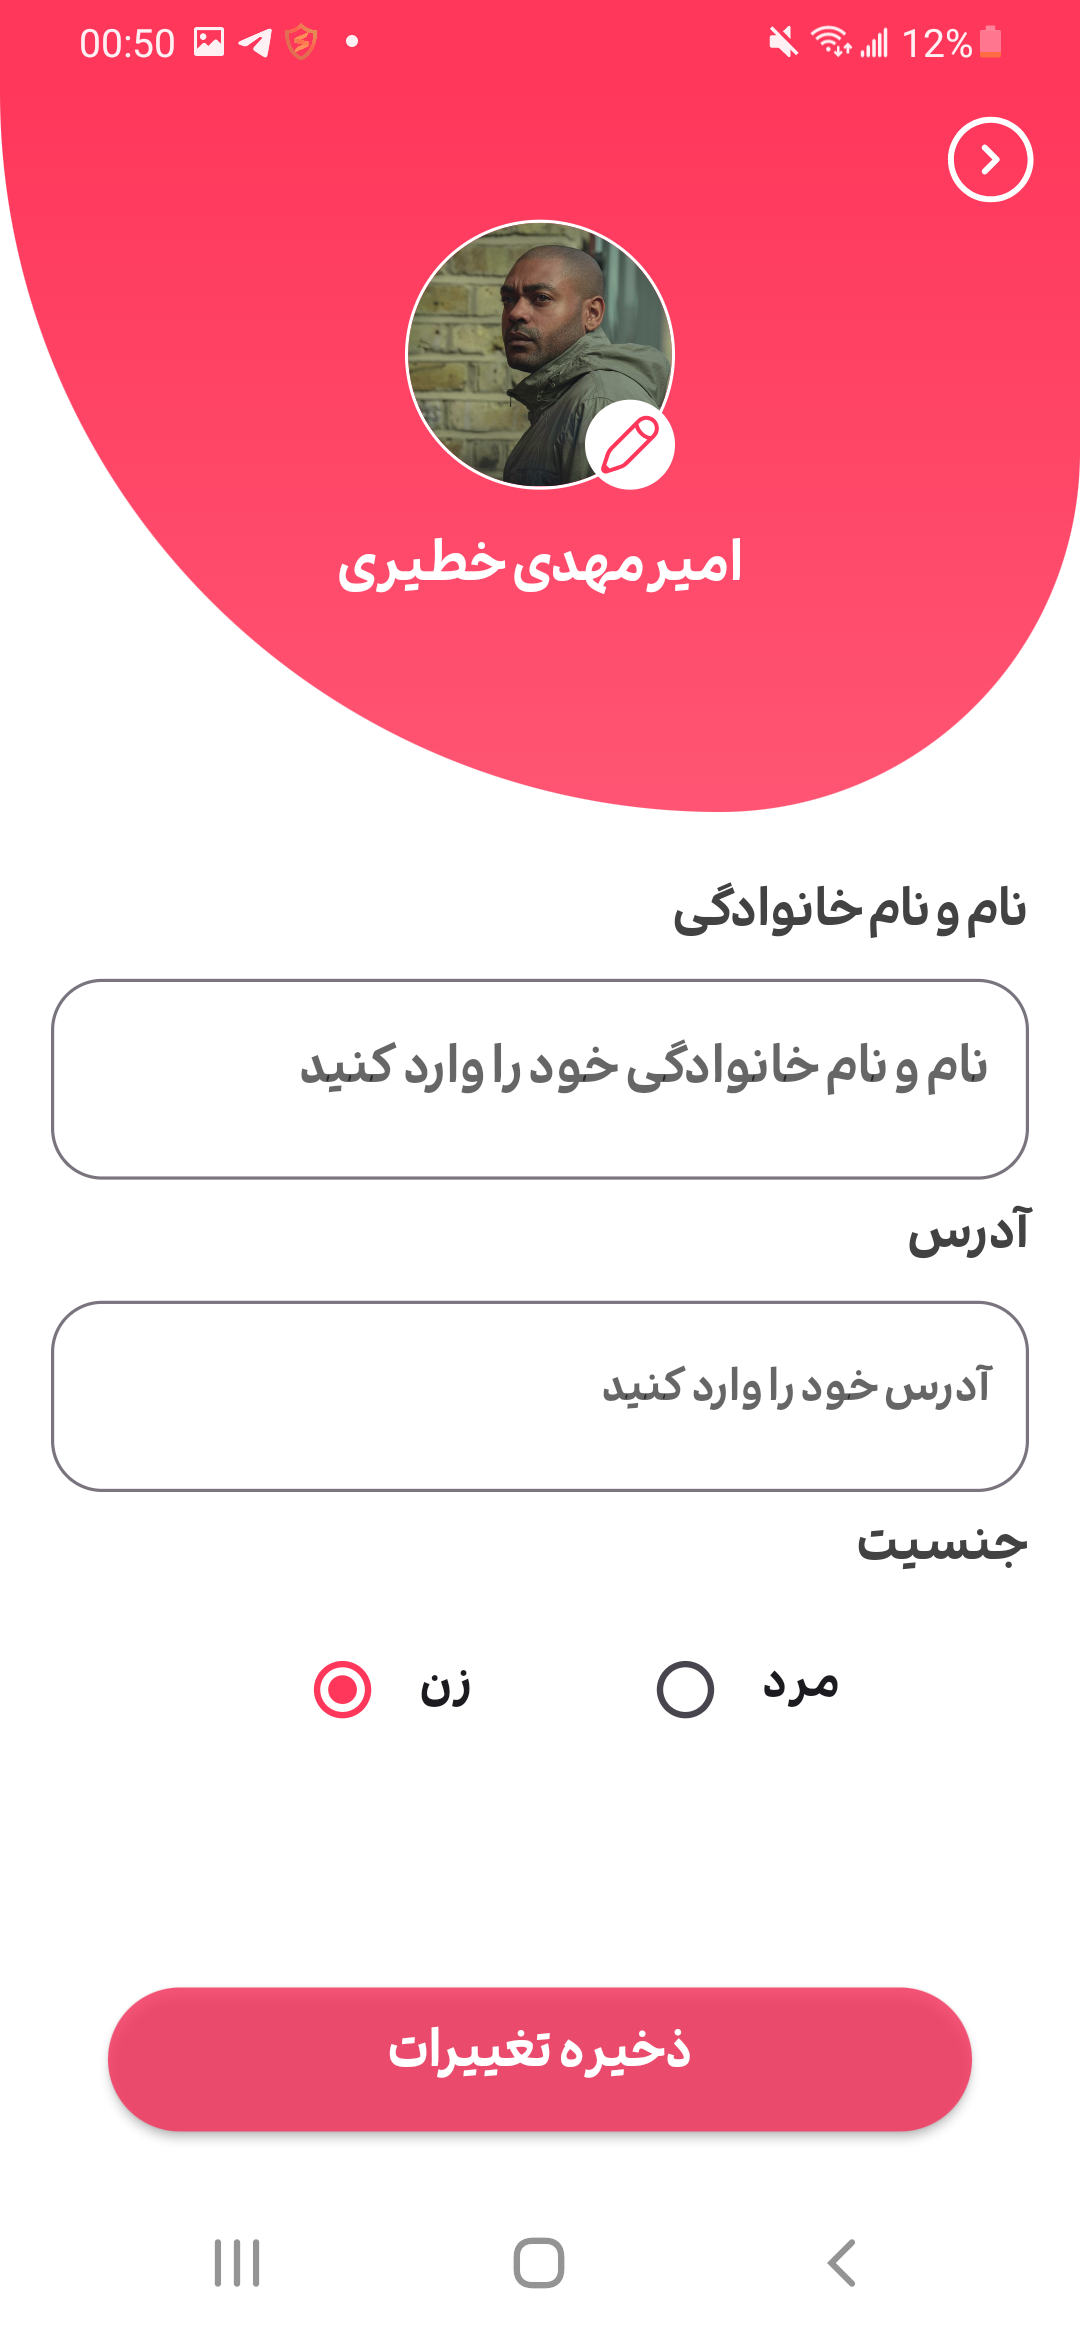 00:50 12%
امیرمهدی خطیری
نام و نام خانوادگی
نام و نام خانوادگی خود را وارد کنید
آدرس
آدرس خود را وارد کنید
جنسیت
مرد زن
ذخیره تغییرات